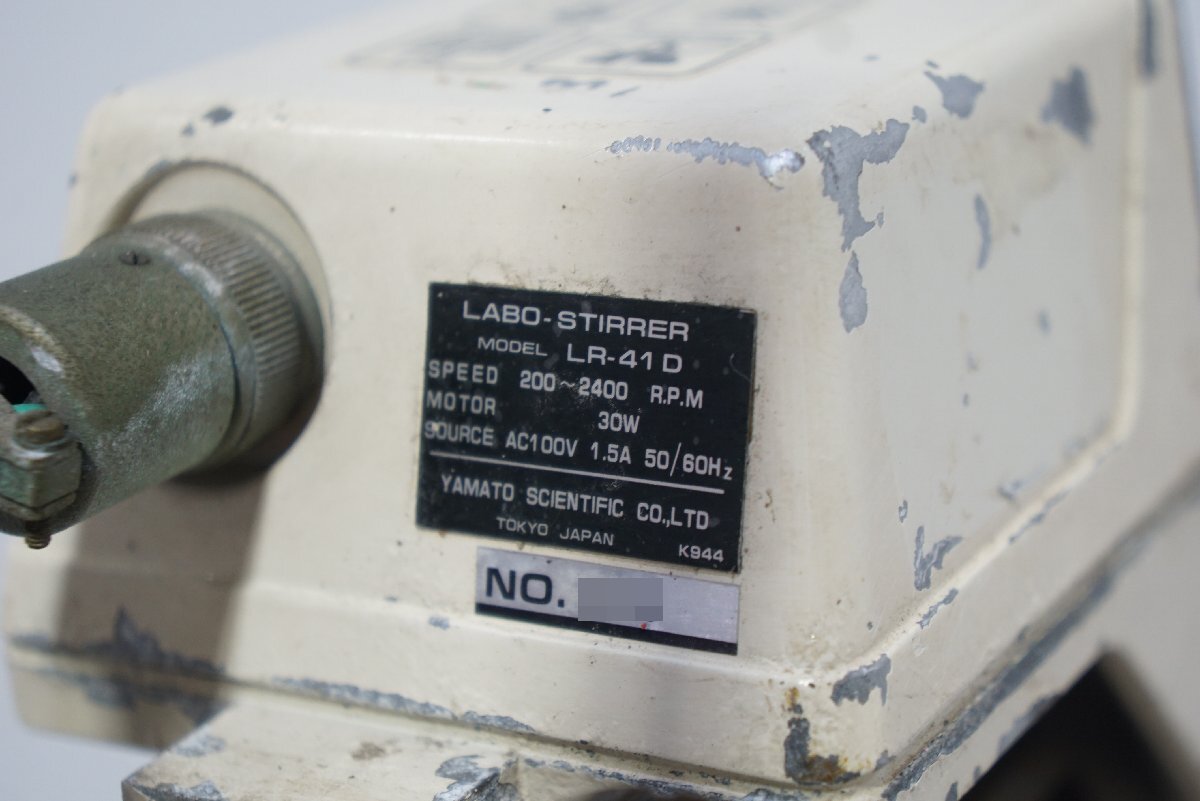 LABO-STIRRER
MODEL LR-41D
SPEED 200~2400 R.P.M
MOTOR 30W
SOURCE AC100V 1.5A 50/60Hz
YAMATO SCIENTIFIC CO.,LTD
TOKYO JAPAN
K944
NO.